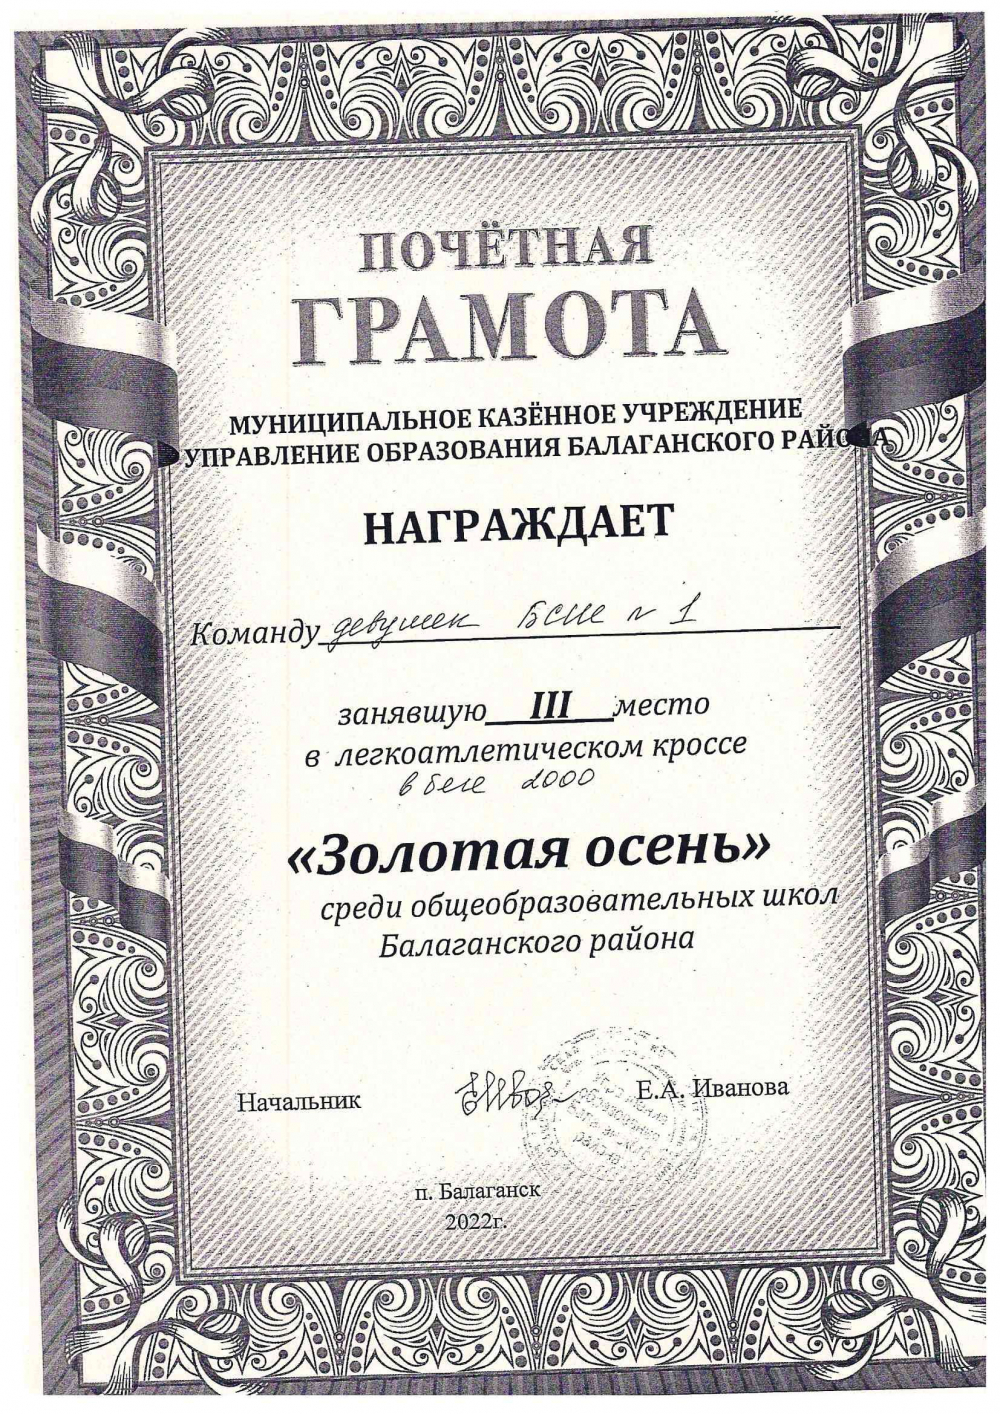 ПОЧЁТНАЯ
ГРАМОТА
МУНИЦИПАЛЬНОЕ КАЗЁННОЕ УЧРЕЖДЕНИЕ
УПРАВЛЕНИЕ ОБРАЗОВАНИЯ БАЛАГАНСКОГО РАЙОНА
НАГРАЖДАЕТ
Команду девушек БСШ № 1
занявшую III место
в легкоатлетическом кроссе
в беге 2000
«Золотая осень»
среди общеобразовательных школ
Балаганского района
Начальник Е.А. Иванова
п. Балаганск
2022г.